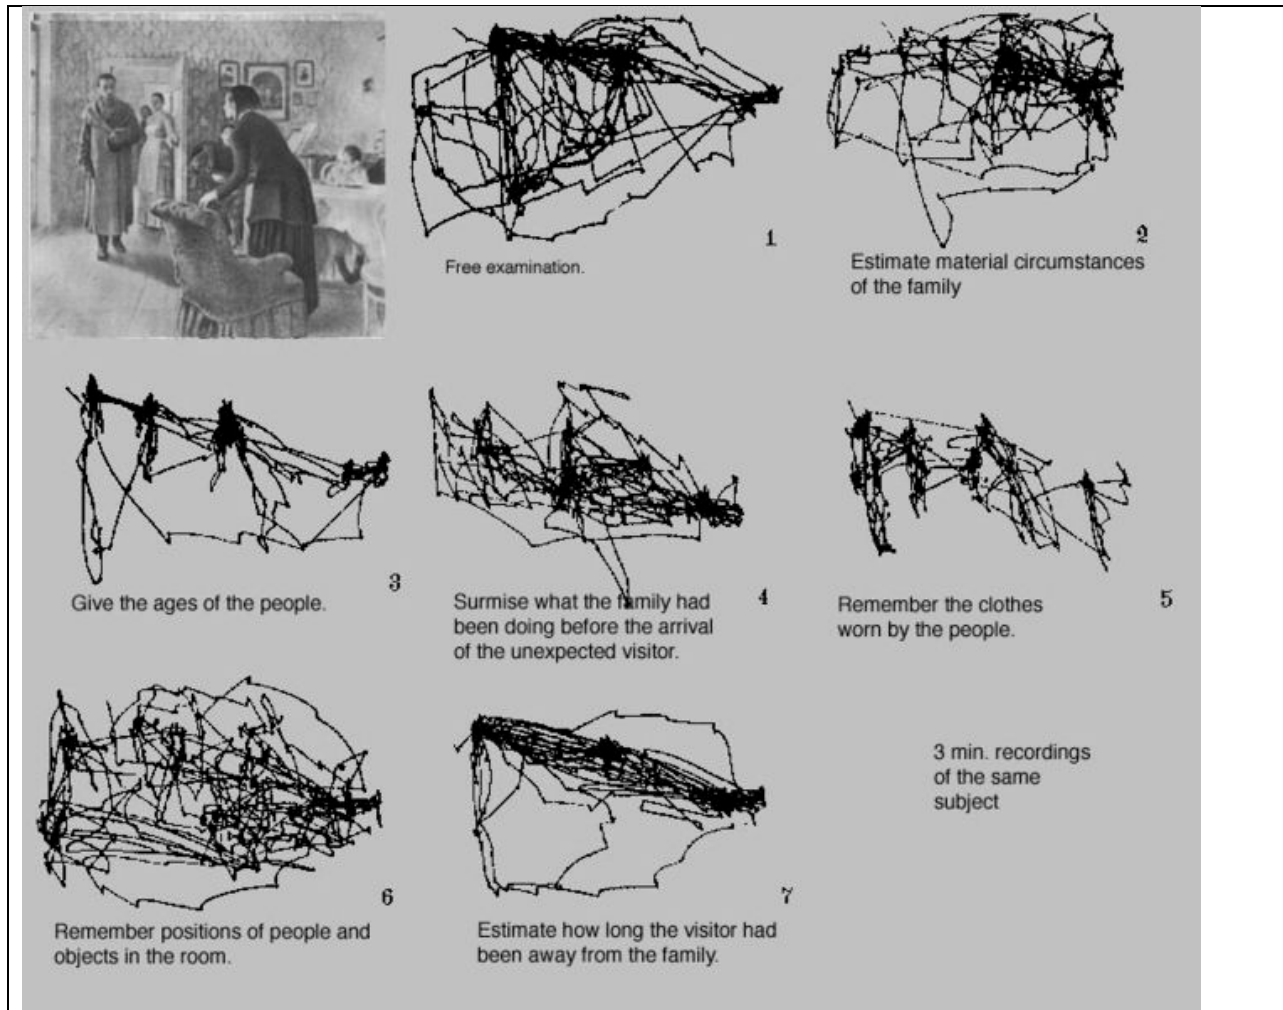 1
Free examination.
2
Estimate material circumstances
of the family
3
Give the ages of the people.
4
Surmise what the family had
been doing before the arrival
of the unexpected visitor.
5
Remember the clothes
worn by the people.
6
Remember positions of people and
objects in the room.
7
Estimate how long the visitor had
been away from the family.
3 min. recordings
of the same
subject